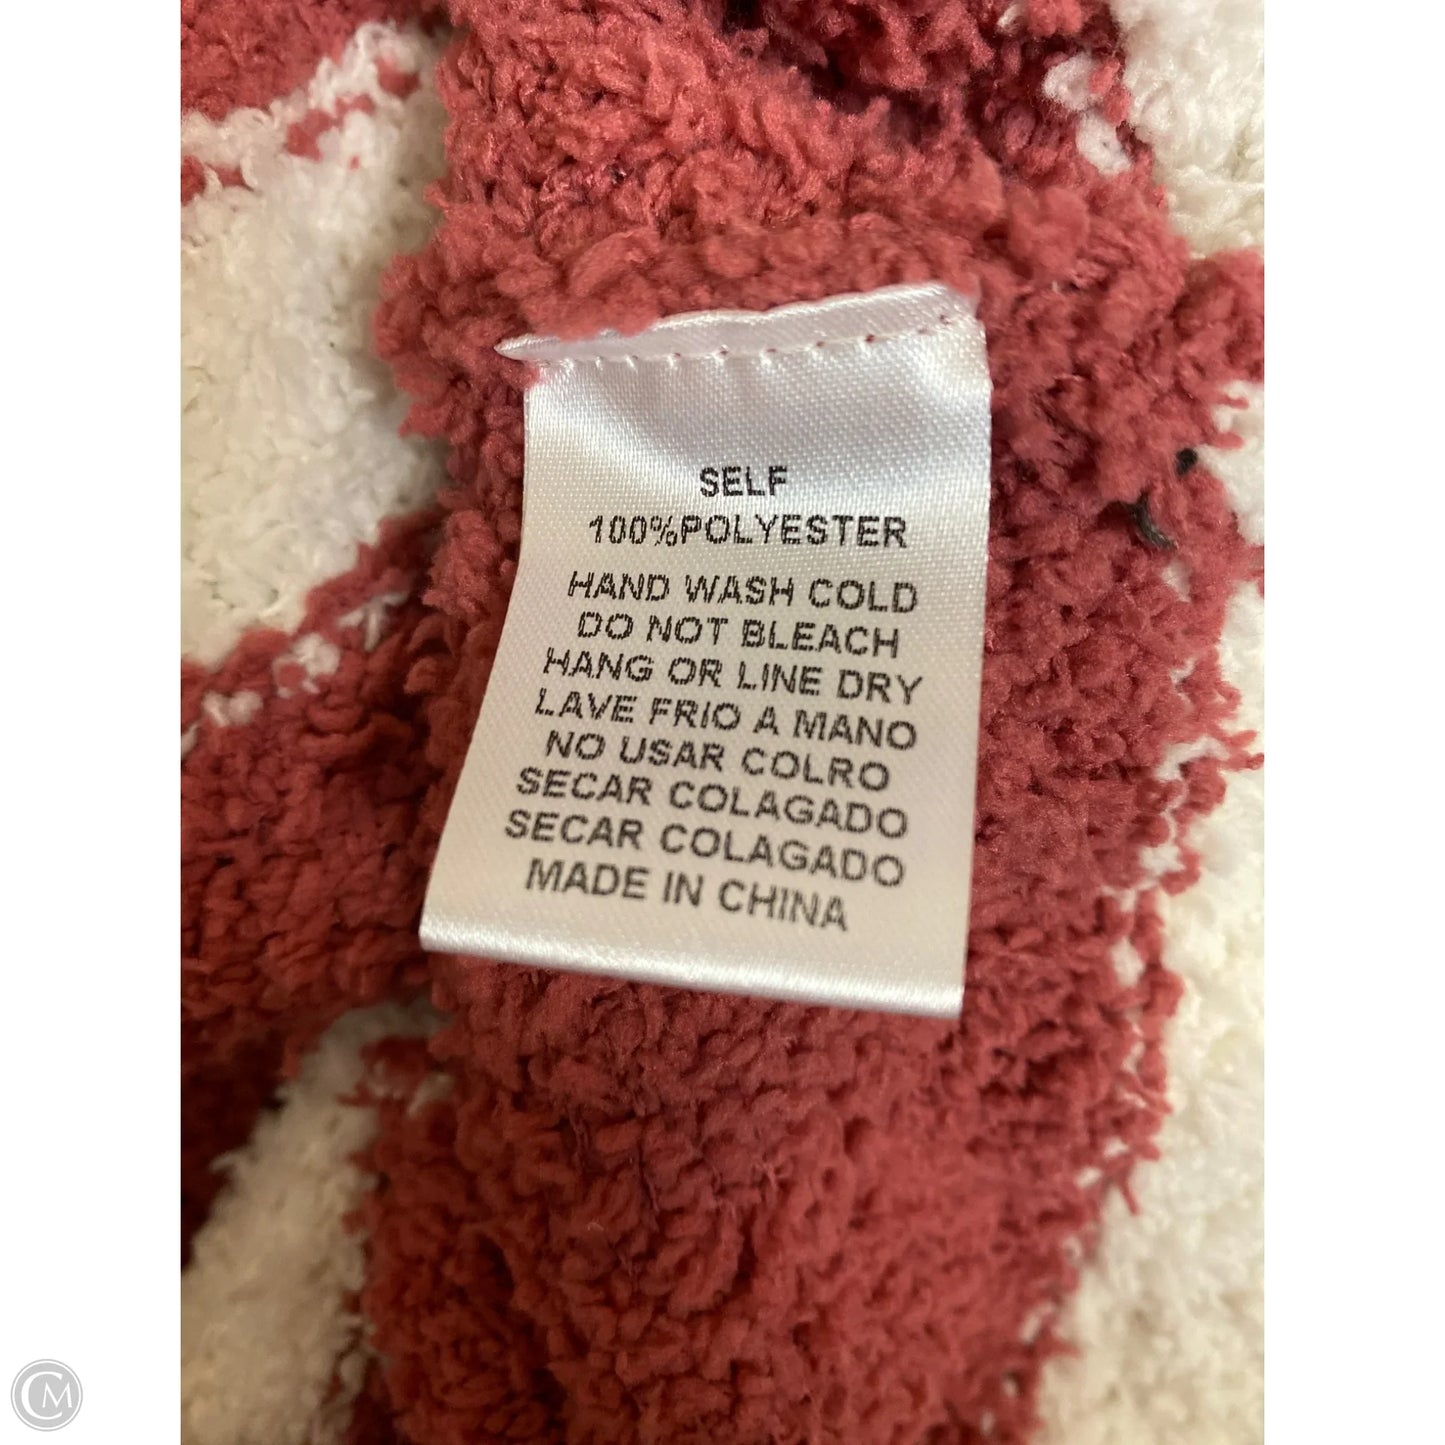 SELF
100%POLYESTER
HAND WASH COLD
DO NOT BLEACH
HANG OR LINE DRY
LAVE FRIO A MANO
NO USAR COLRO
SECAR COLAGADO
SECAR COLAGADO
MADE IN CHINA
CM